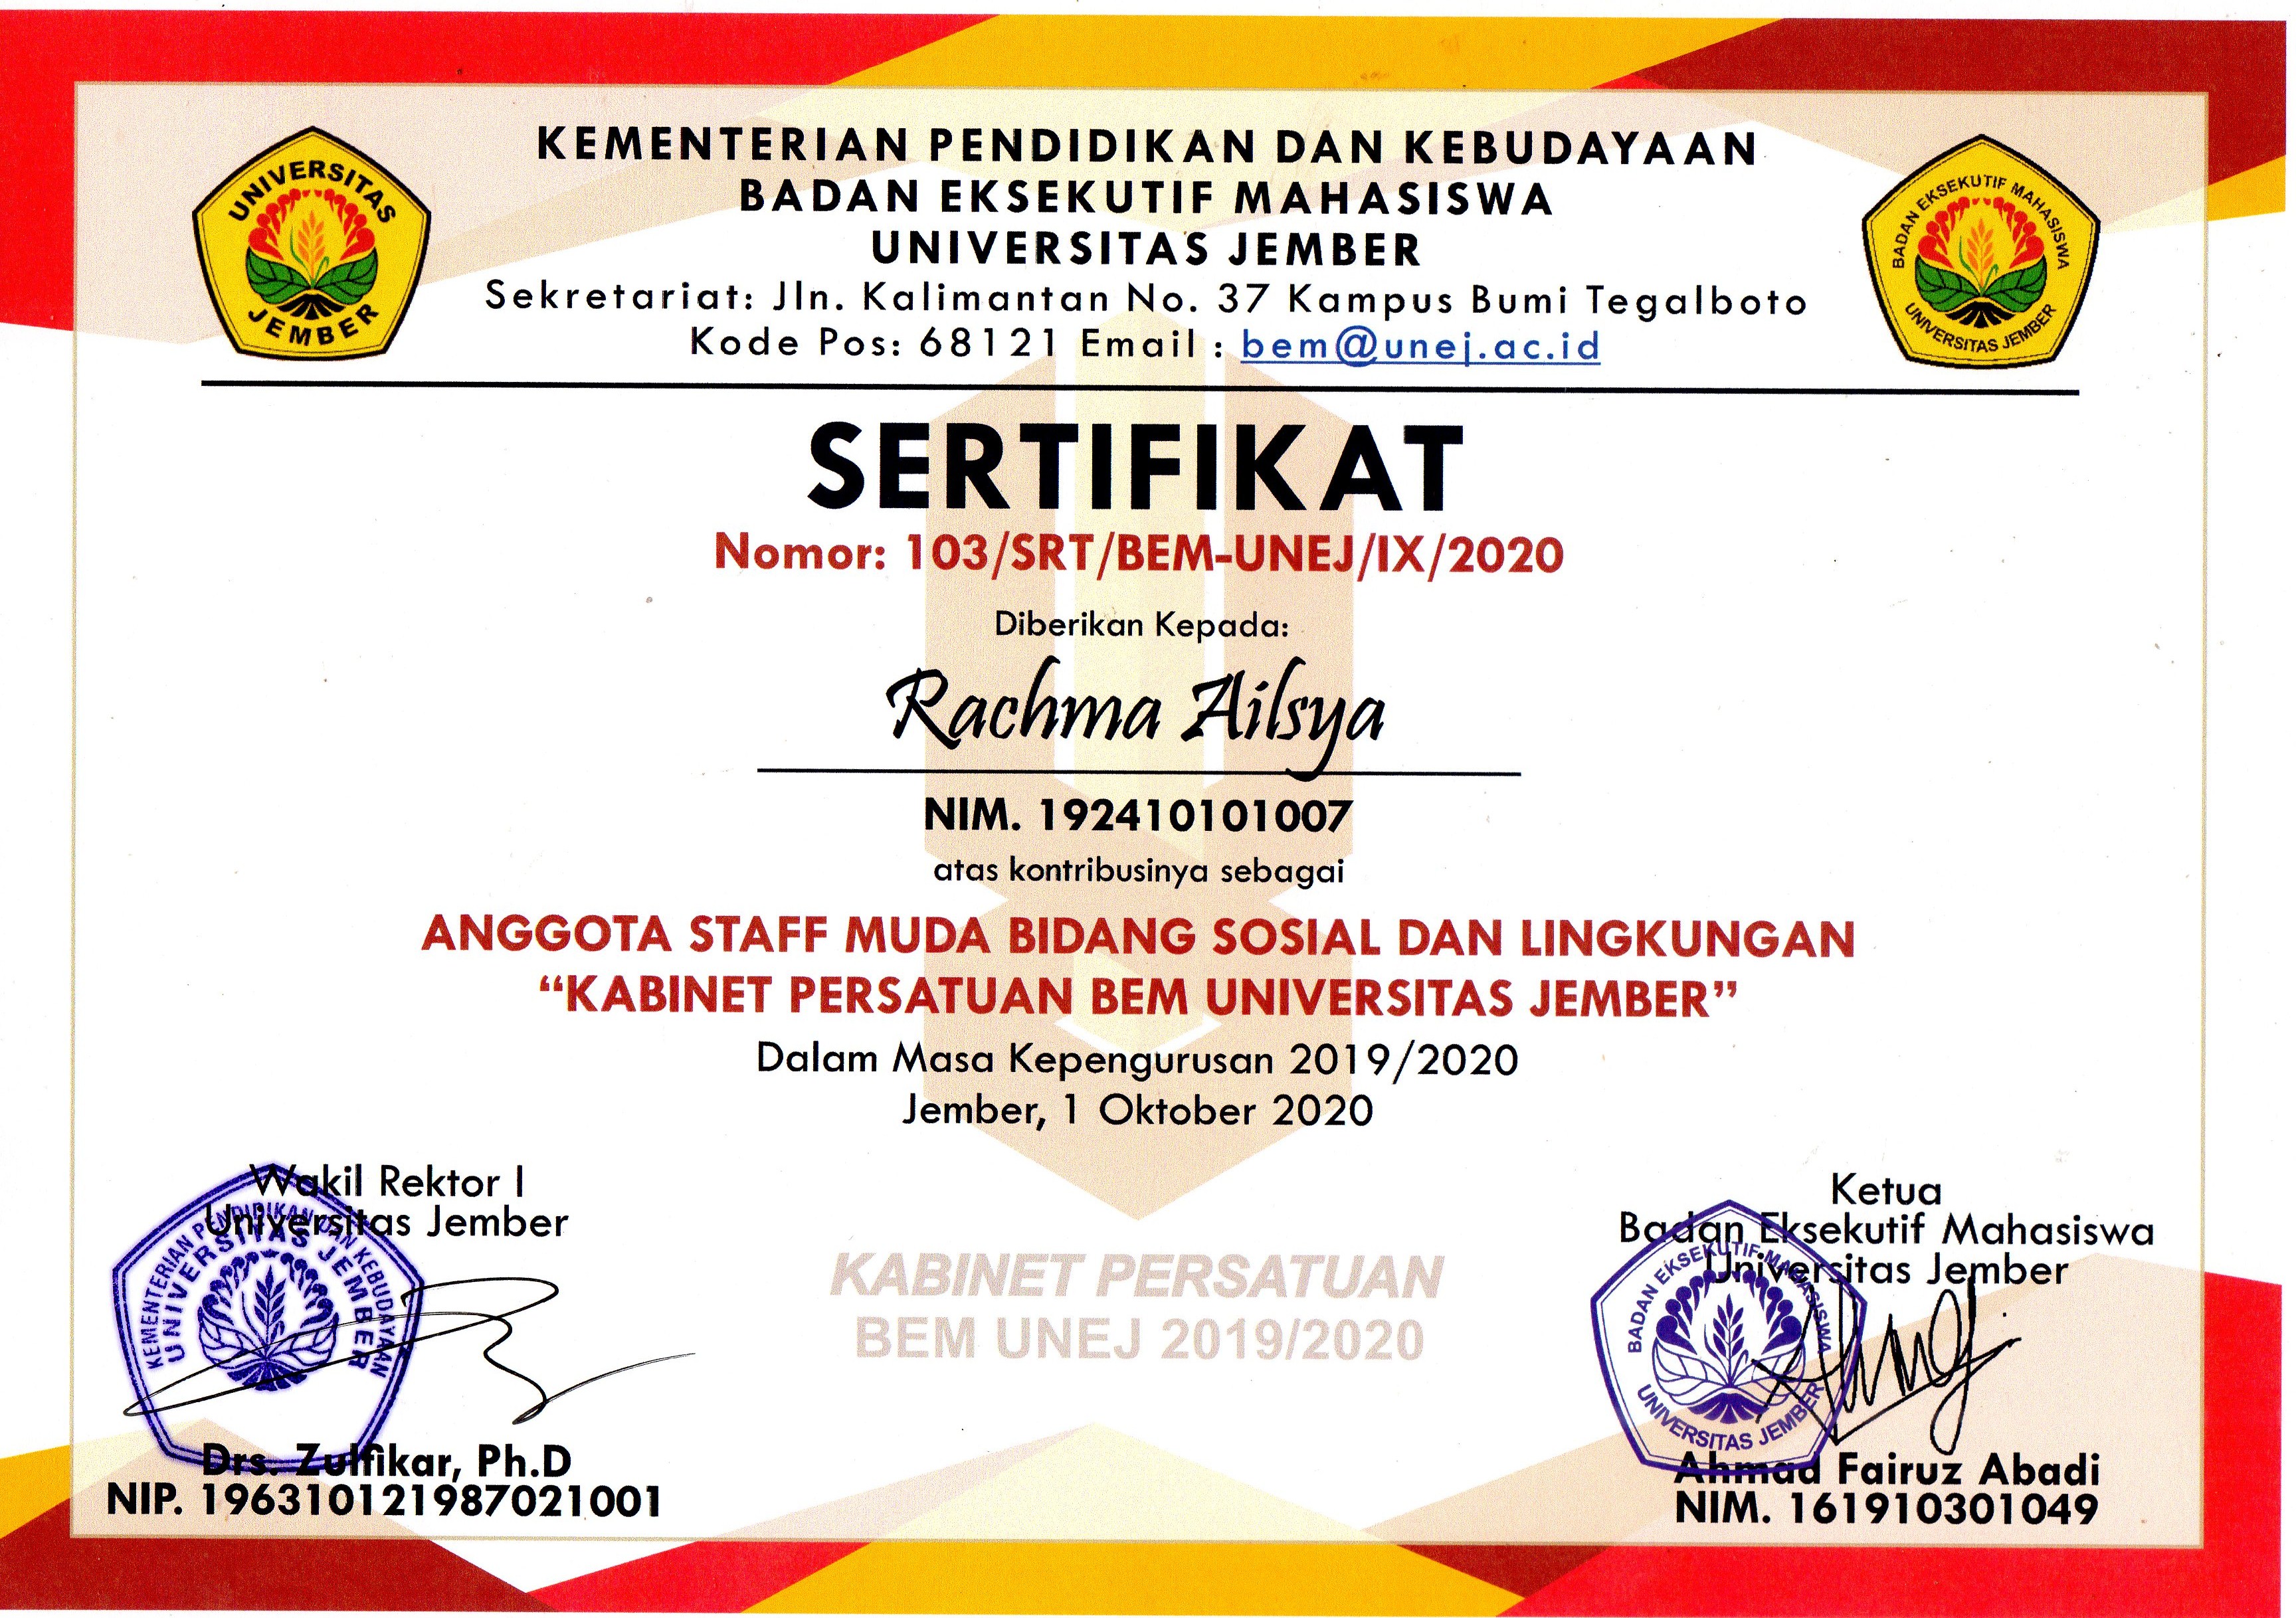 KEMENTERIAN PENDIDIKAN DAN KEBUDAYAAN
BADAN EKSEKUTIF MAHASISWA
UNIVERSITAS JEMBER
Sekretariat: Jln. Kalimantan No. 37 Kampus Bumi Tegalboto
Kode Pos: 68121 Email : bem@unej.ac.id
UNIVERSITAS
JEMBER
BADAN EKSEKUTIF MAHASISWA
UNIVERSITAS JEMBER
SERTIFIKAT
Nomor: 103/SRT/BEM-UNEJ/IX/2020
Diberikan Kepada:
Rachma Ailsya
NIM. 192410101007
atas kontribusinya sebagai
ANGGOTA STAFF MUDA BIDANG SOSIAL DAN LINGKUNGAN
“KABINET PERSATUAN BEM UNIVERSITAS JEMBER”
Dalam Masa Kepengurusan 2019/2020
Jember, 1 Oktober 2020
Wakil Rektor I
Universitas Jember
KEMENTERIAN PENDIDIKAN DAN KEBUDAYAAN
UNIVERSITAS JEMBER
Drs. Zulfikar, Ph.D
NIP. 196310121987021001
KABINET PERSATUAN
BEM UNEJ 2019/2020
Ketua
Badan Eksekutif Mahasiswa
Universitas Jember
BADAN EKSEKUTIF MAHASISWA
UNIVERSITAS JEMBER
Ahmad Fairuz Abadi
NIM. 161910301049